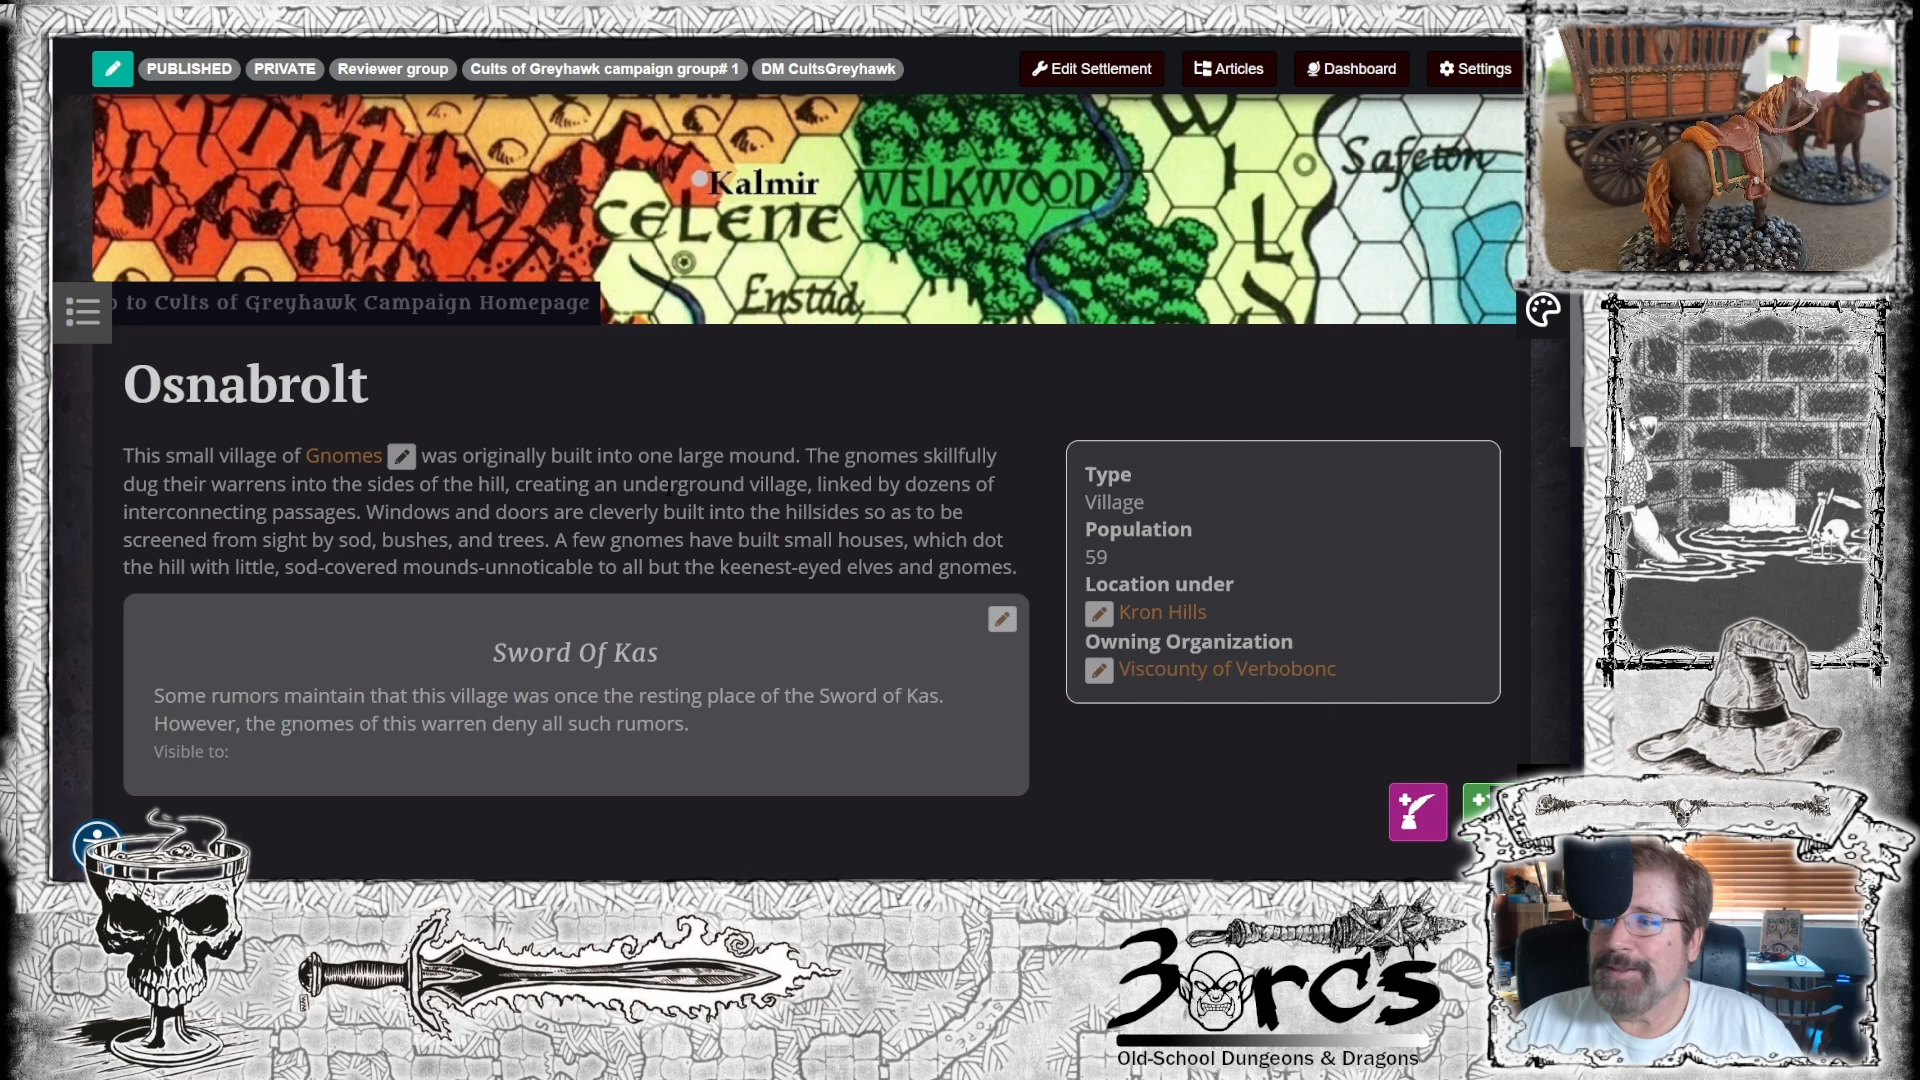 PUBLISHED PRIVATE Reviewer group Cults of Greyhawk campaign group# 1 DM CultsGreyhawk
Edit Settlement Articles Dashboard Settings
Safeton
Kalmir
WELKWOOD
CELENE
Enstad
to Cvlts of Greyhawk Campaign Homepage
Osnabrolt
This small village of Gnomes was originally built into one large mound. The gnomes skillfully
dug their warrens into the sides of the hill, creating an underground village, linked by dozens of
interconnecting passages. Windows and doors are cleverly built into the hillsides so as to be
screened from sight by sod, bushes, and trees. A few gnomes have built small houses, which dot
the hill with little, sod-covered mounds-unnoticable to all but the keenest-eyed elves and gnomes.
Sword Of Kas
Some rumors maintain that this village was once the resting place of the Sword of Kas.
However, the gnomes of this warren deny all such rumors.
Visible to:
Type
Village
Population
59
Location under
Kron Hills
Owning Organization
Viscounty of Verbobonc
3 orcs
Old-School Dungeons & Dragons